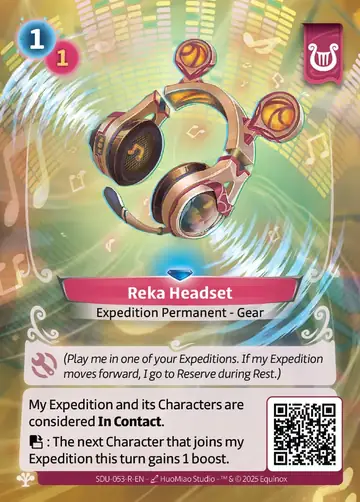 1
1
Reka Headset
Expedition Permanent - Gear
(Play me in one of your Expeditions. If my Expedition
moves forward, I go to Reserve during Rest.)
My Expedition and its Characters are
considered In Contact.
: The next Character that joins my
Expedition this turn gains 1 boost.
SDU-053-R-EN - HuoMiao Studio - ™ & © 2025 Equinox